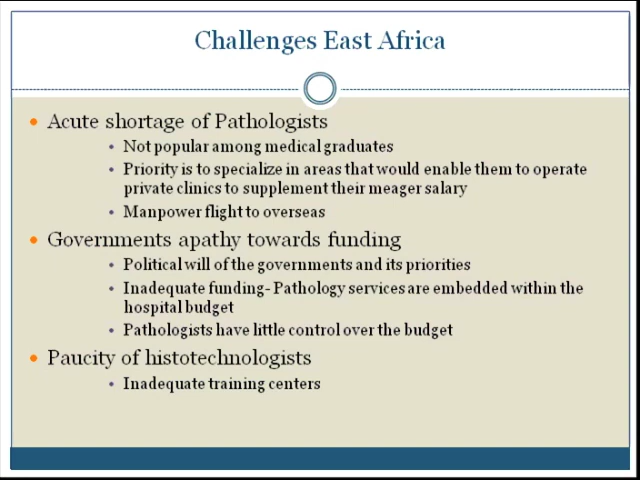 Challenges East Africa
• Acute shortage of Pathologists
• Not popular among medical graduates
• Priority is to specialize in areas that would enable them to operate
private clinics to supplement their meager salary
• Manpower flight to overseas
• Governments apathy towards funding
• Political will of the governments and its priorities
• Inadequate funding- Pathology services are embedded within the
hospital budget
• Pathologists have little control over the budget
• Paucity of histotechnologists
• Inadequate training centers